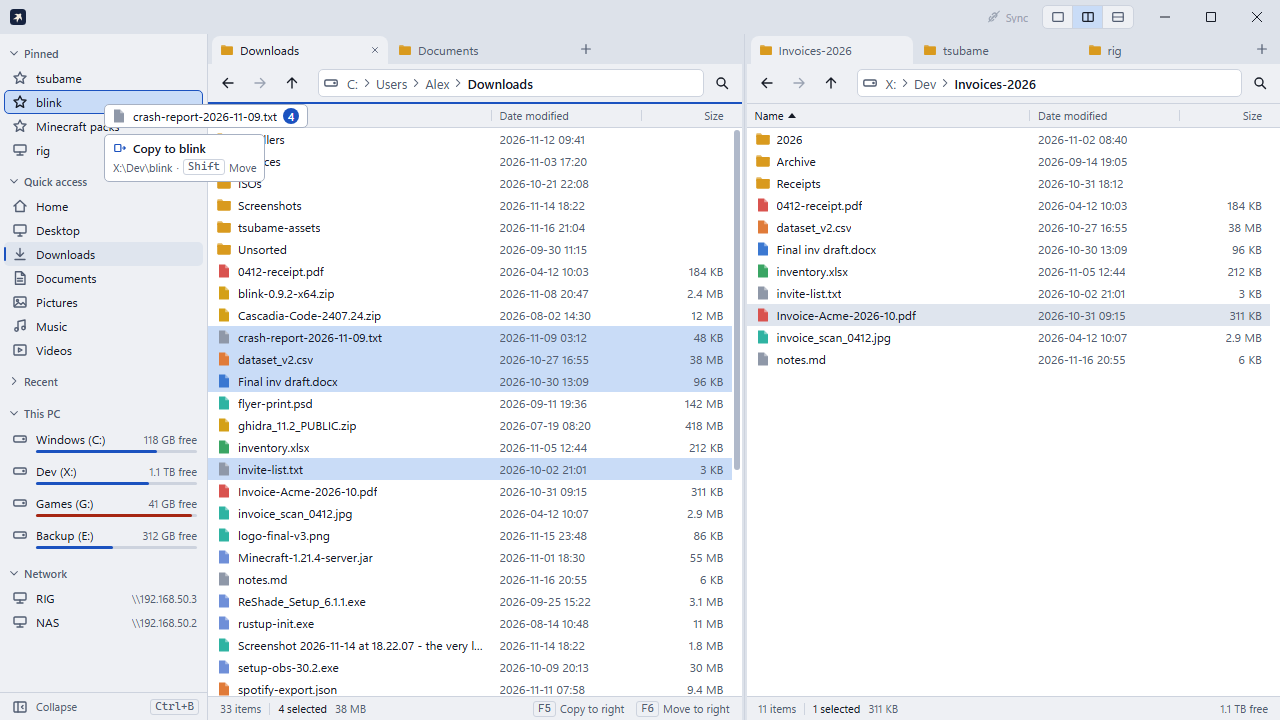 Sync
Pinned
tsubame
blink
Minecraft packs
rig
Quick access
Home
Desktop
Downloads
Documents
Pictures
Music
Videos
Recent
This PC
Windows (C:) 118 GB free
Dev (X:) 1.1 TB free
Games (G:) 41 GB free
Backup (E:) 312 GB free
Network
RIG \\192.168.50.3
NAS \\192.168.50.2
Collapse Ctrl+B
crash-report-2026-11-09.txt 4
Copy to blink
X:\Dev\blink · Shift Move
Downloads Documents
C: Users Alex Downloads
Date modified Size
2026-11-12 09:41
2026-11-03 17:20
ISOs 2026-10-21 22:08
Screenshots 2026-11-14 18:22
tsubame-assets 2026-11-16 21:04
Unsorted 2026-09-30 11:15
0412-receipt.pdf 2026-04-12 10:03 184 KB
blink-0.9.2-x64.zip 2026-11-08 20:47 2.4 MB
Cascadia-Code-2407.24.zip 2026-08-02 14:30 12 MB
crash-report-2026-11-09.txt 2026-11-09 03:12 48 KB
dataset_v2.csv 2026-10-27 16:55 38 MB
Final inv draft.docx 2026-10-30 13:09 96 KB
flyer-print.psd 2026-09-11 19:36 142 MB
ghidra_11.2_PUBLIC.zip 2026-07-19 08:20 418 MB
inventory.xlsx 2026-11-05 12:44 212 KB
invite-list.txt 2026-10-02 21:01 3 KB
Invoice-Acme-2026-10.pdf 2026-10-31 09:15 311 KB
invoice_scan_0412.jpg 2026-04-12 10:07 2.9 MB
logo-final-v3.png 2026-11-15 23:48 86 KB
Minecraft-1.21.4-server.jar 2026-11-01 18:30 55 MB
notes.md 2026-11-16 20:55 6 KB
ReShade_Setup_6.1.1.exe 2026-09-25 15:22 3.1 MB
rustup-init.exe 2026-08-14 10:48 11 MB
Screenshot 2026-11-14 at 18.22.07 - the very l... 2026-11-14 18:22 1.8 MB
setup-obs-30.2.exe 2026-10-09 20:13 30 MB
spotify-export.json 2026-11-11 07:58 9.4 MB
33 items 4 selected 38 MB F5 Copy to right F6 Move to right
Invoices-2026 tsubame rig
X: Dev Invoices-2026
Name Date modified Size
2026 2026-11-02 08:40
Archive 2026-09-14 19:05
Receipts 2026-10-31 18:12
0412-receipt.pdf 2026-04-12 10:03 184 KB
dataset_v2.csv 2026-10-27 16:55 38 MB
Final inv draft.docx 2026-10-30 13:09 96 KB
inventory.xlsx 2026-11-05 12:44 212 KB
invite-list.txt 2026-10-02 21:01 3 KB
Invoice-Acme-2026-10.pdf 2026-10-31 09:15 311 KB
invoice_scan_0412.jpg 2026-04-12 10:07 2.9 MB
notes.md 2026-11-16 20:55 6 KB
11 items 1 selected 311 KB 1.1 TB free